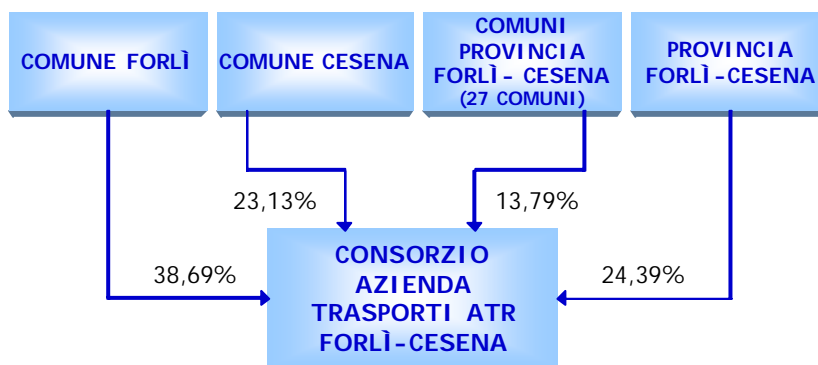 COMUNE FORLÌ
COMUNE CESENA
COMUNI
PROVINCIA
FORLÌ- CESENA
(27 COMUNI)
PROVINCIA
FORLÌ-CESENA
23,13%
13,79%
38,69%
24,39%
CONSORZIO
AZIENDA
TRASPORTI ATR
FORLÌ-CESENA